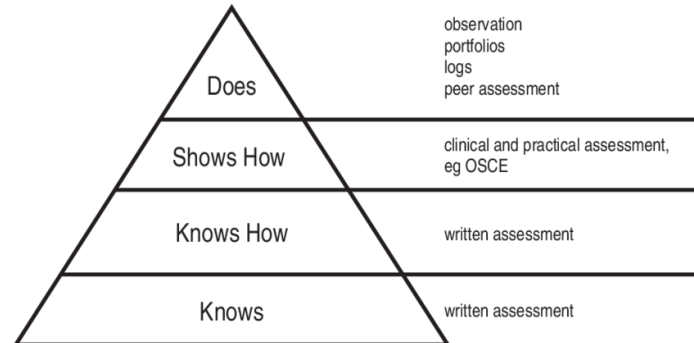 Does
observation
portfolios
logs
peer assessment
Shows How
clinical and practical assessment,
eg OSCE
Knows How
written assessment
Knows
written assessment